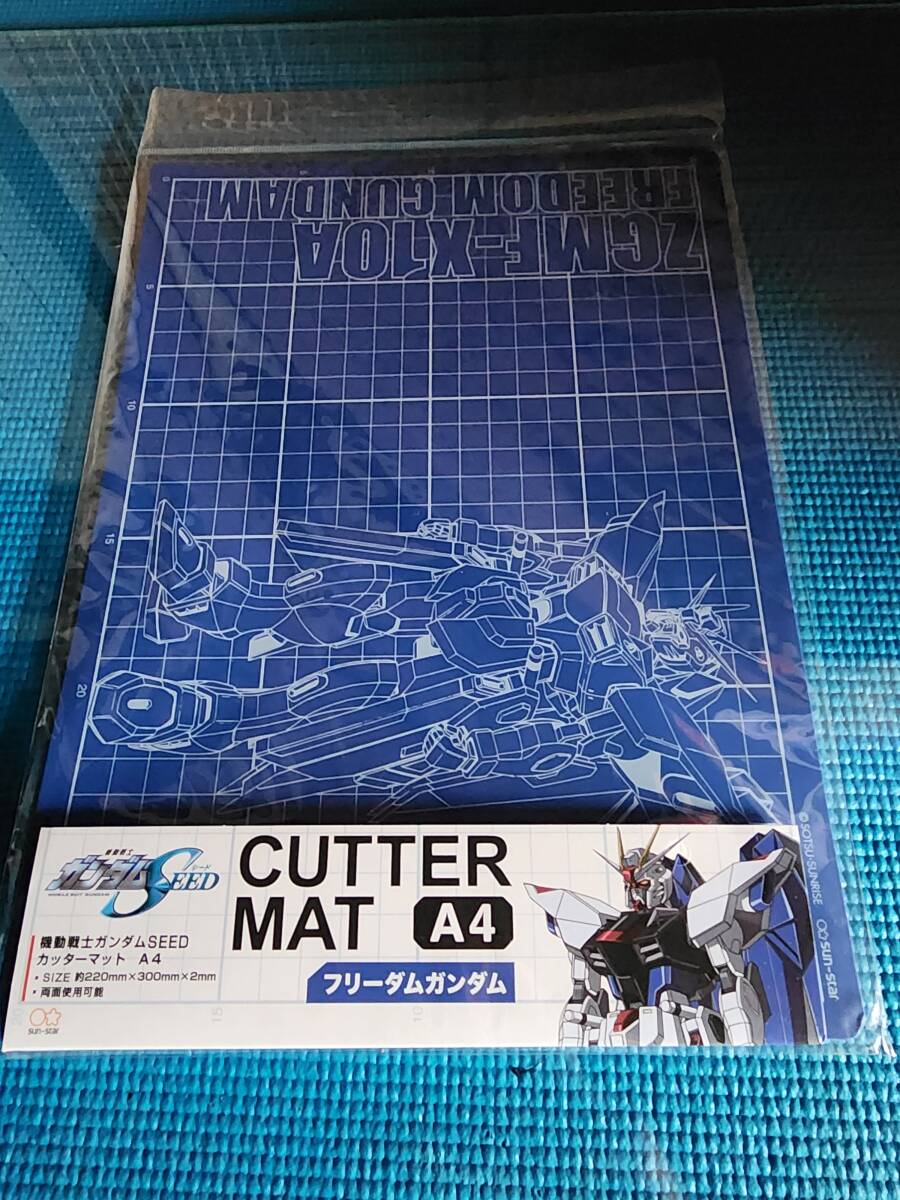 ZGMF-X10A
FREEDOM GUNDAM
5
10
15
20
機動戦士
ガンダムSEED
シード
MOBILE SUIT GUNDAM
CUTTER
MAT A4
機動戦士ガンダムSEED
カッターマット A4
・SIZE 約220mm×300mm×2mm
・両面使用可能
フリーダムガンダム
sun-star
15
10
© SOTSU・SUNRISE
sun-star